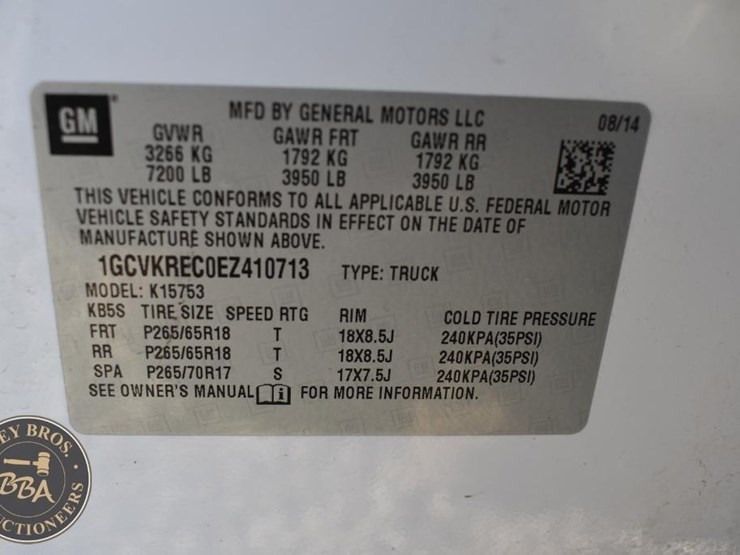 GM
MFD BY GENERAL MOTORS LLC 08/14
GVWR GAWR FRT GAWR RR
3266 KG 1792 KG 1792 KG
7200 LB 3950 LB 3950 LB
THIS VEHICLE CONFORMS TO ALL APPLICABLE U.S. FEDERAL MOTOR
VEHICLE SAFETY STANDARDS IN EFFECT ON THE DATE OF
MANUFACTURE SHOWN ABOVE.
1GCVKREC0EZ410713 TYPE: TRUCK
MODEL: K15753
KB5S TIRE SIZE SPEED RTG RIM COLD TIRE PRESSURE
FRT P265/65R18 T 18X8.5J 240KPA(35PSI)
RR P265/65R18 T 18X8.5J 240KPA(35PSI)
SPA P265/70R17 S 17X7.5J 240KPA(35PSI)
SEE OWNER'S MANUAL i FOR MORE INFORMATION.
EY BROS.
BBA
CTIONEERS